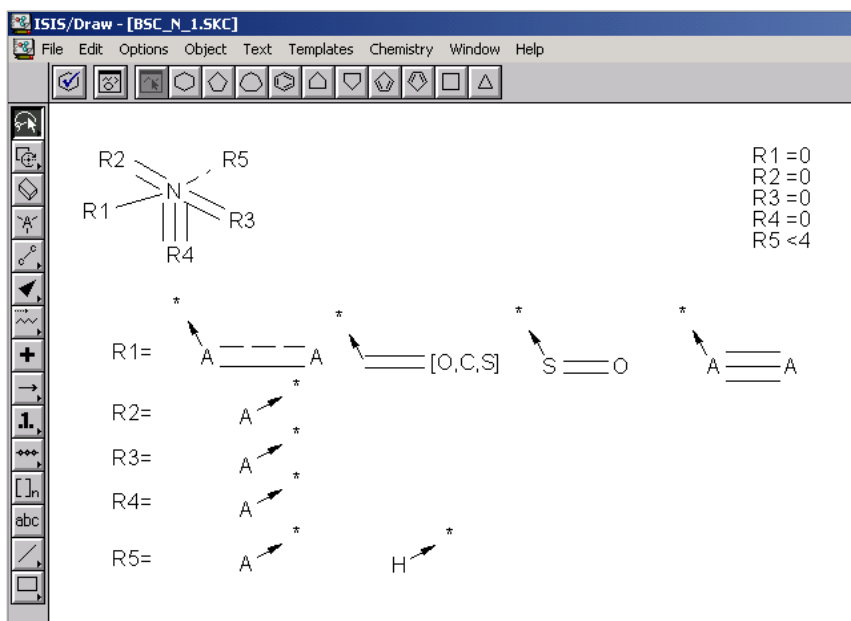 ISIS/Draw - [BSC_N_1.SKC]
File Edit Options Object Text Templates Chemistry Window Help
R2 R5
N
R1 R3
R4
R1 =0
R2 =0
R3 =0
R4 =0
R5 <4
* * * *
R1= A A [O,C,S] S O A A
R2= A *
R3= A *
R4= A *
R5= A * H *
A
.1.
[ ]n
abc